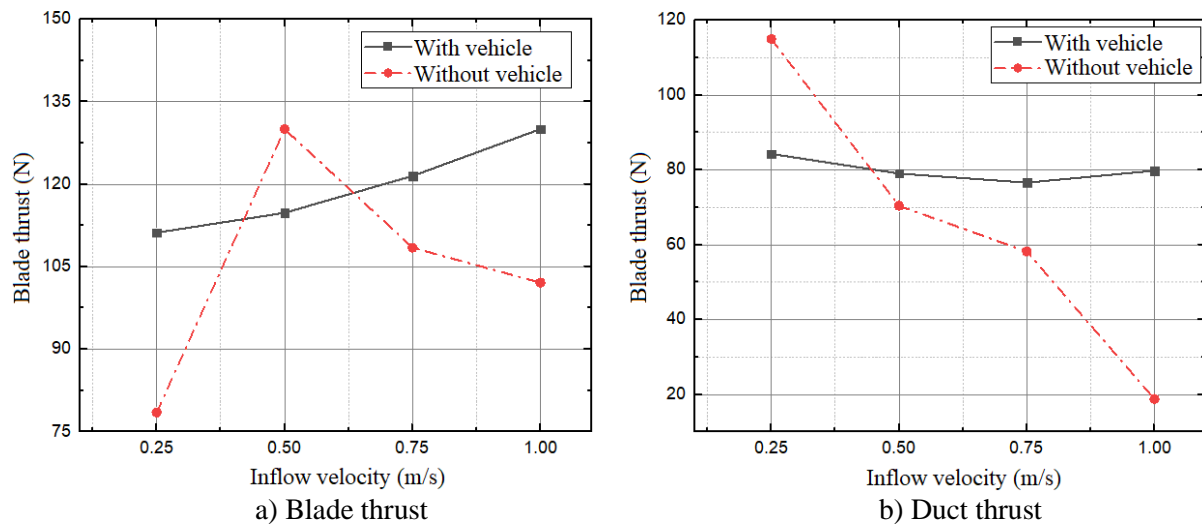 150
135
120
105
90
75
Blade thrust (N)
With vehicle
Without vehicle
0.25 0.50 0.75 1.00
Inflow velocity (m/s)
a) Blade thrust
120
100
80
60
40
20
Blade thrust (N)
With vehicle
Without vehicle
0.25 0.50 0.75 1.00
Inflow velocity (m/s)
b) Duct thrust